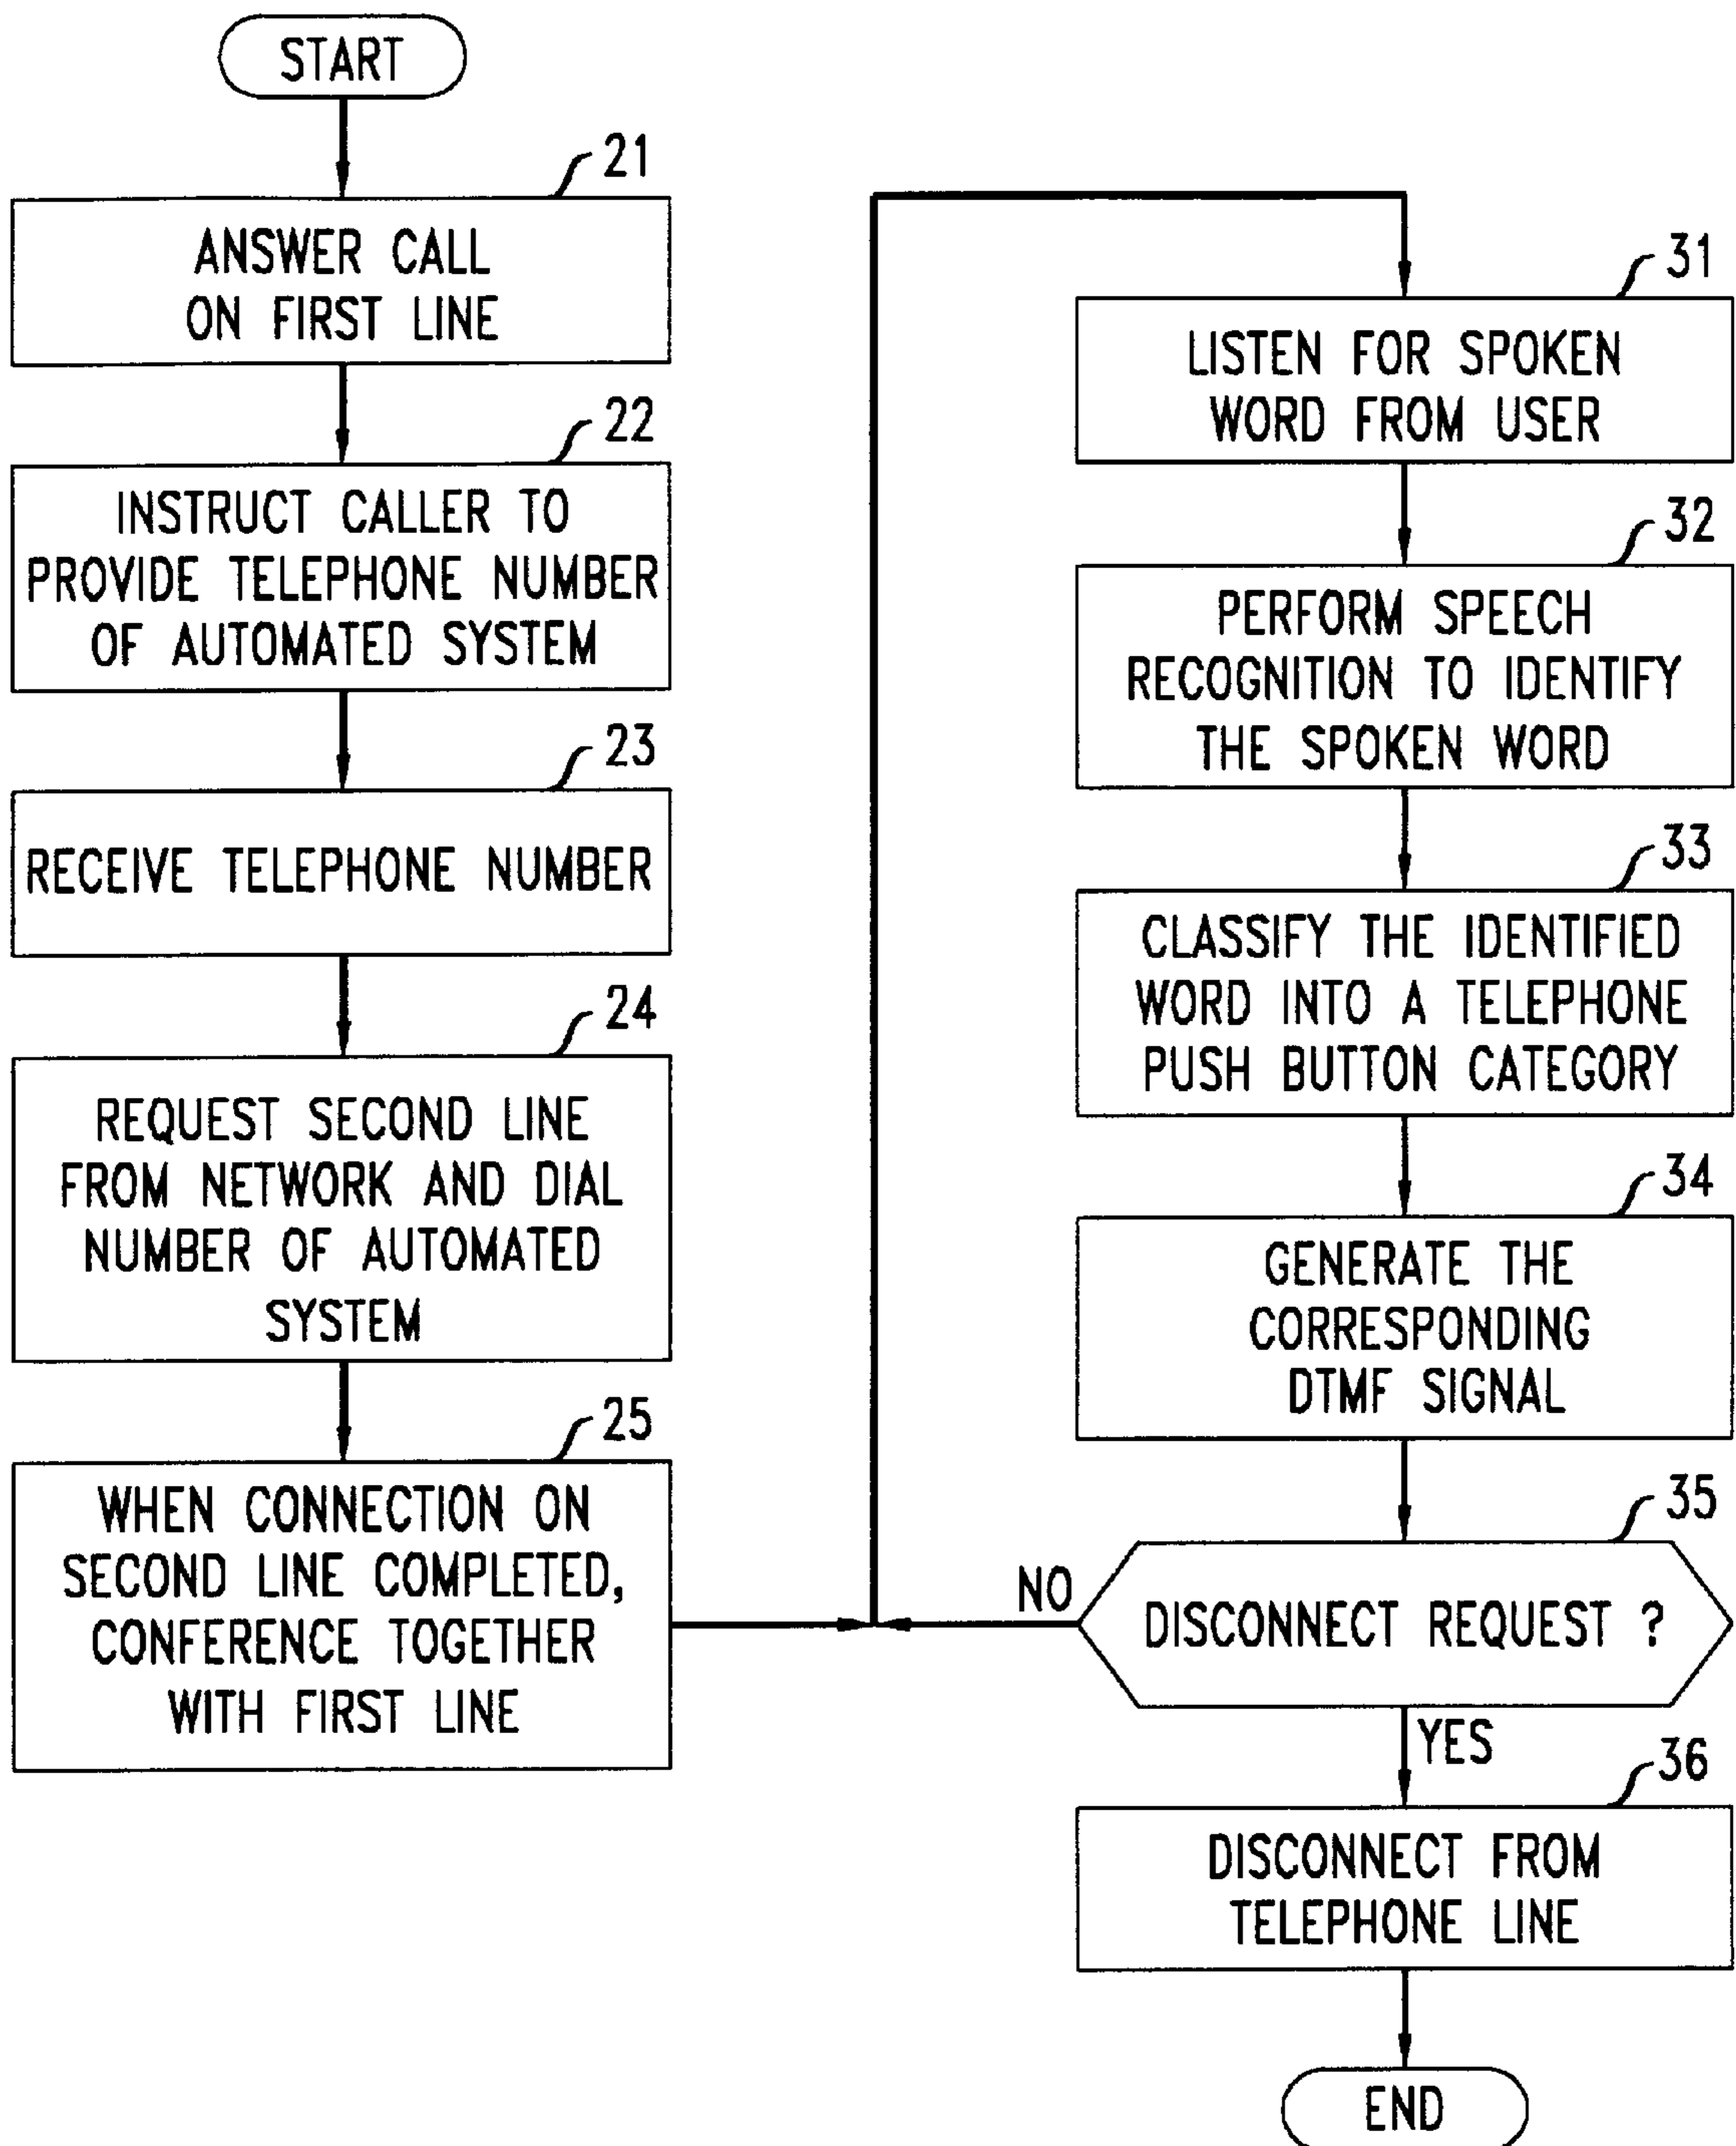 START
21
ANSWER CALL
ON FIRST LINE
22
INSTRUCT CALLER TO
PROVIDE TELEPHONE NUMBER
OF AUTOMATED SYSTEM
23
RECEIVE TELEPHONE NUMBER
24
REQUEST SECOND LINE
FROM NETWORK AND DIAL
NUMBER OF AUTOMATED
SYSTEM
25
WHEN CONNECTION ON
SECOND LINE COMPLETED,
CONFERENCE TOGETHER
WITH FIRST LINE
31
LISTEN FOR SPOKEN
WORD FROM USER
32
PERFORM SPEECH
RECOGNITION TO IDENTIFY
THE SPOKEN WORD
33
CLASSIFY THE IDENTIFIED
WORD INTO A TELEPHONE
PUSH BUTTON CATEGORY
34
GENERATE THE
CORRESPONDING
DTMF SIGNAL
35
NO
DISCONNECT REQUEST ?
YES
36
DISCONNECT FROM
TELEPHONE LINE
END